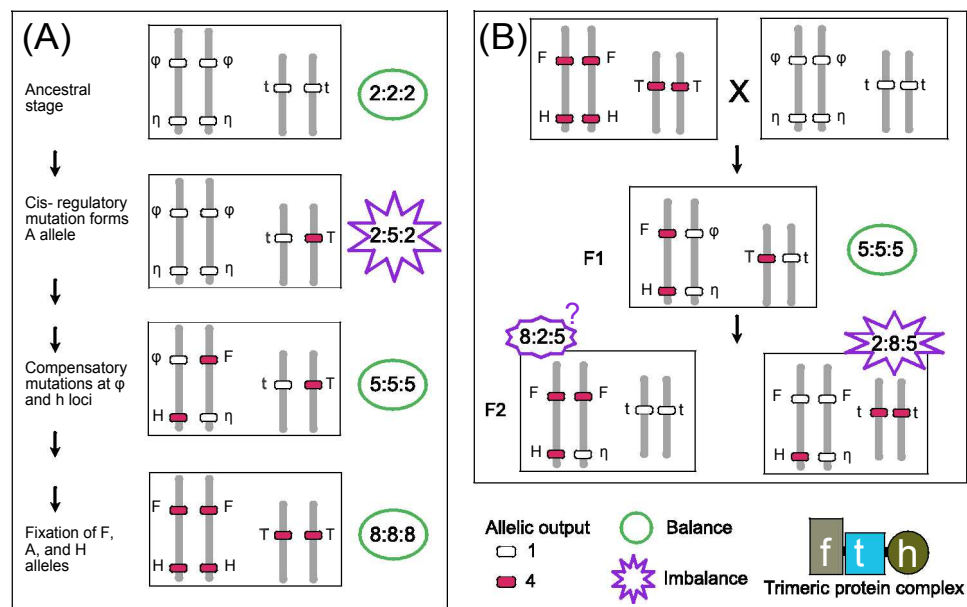 (A)
Ancestral
stage
φ φ
t t
η η
2:2:2
Cis- regulatory
mutation forms
A allele
φ φ
t T
η η
2:5:2
Compensatory
mutations at φ
and h loci
φ F
t T
H η
5:5:5
Fixation of F,
A, and H
alleles
F F
T T
H H
8:8:8
(B)
F F
T T
H H
X
φ φ
t t
η η
F1
F φ
T t
H η
5:5:5
F2
8:2:5
?
F F
t t
H η
2:8:5
F F
t t
H η
Allelic output
1
4
Balance
Imbalance
f t h
Trimeric protein complex